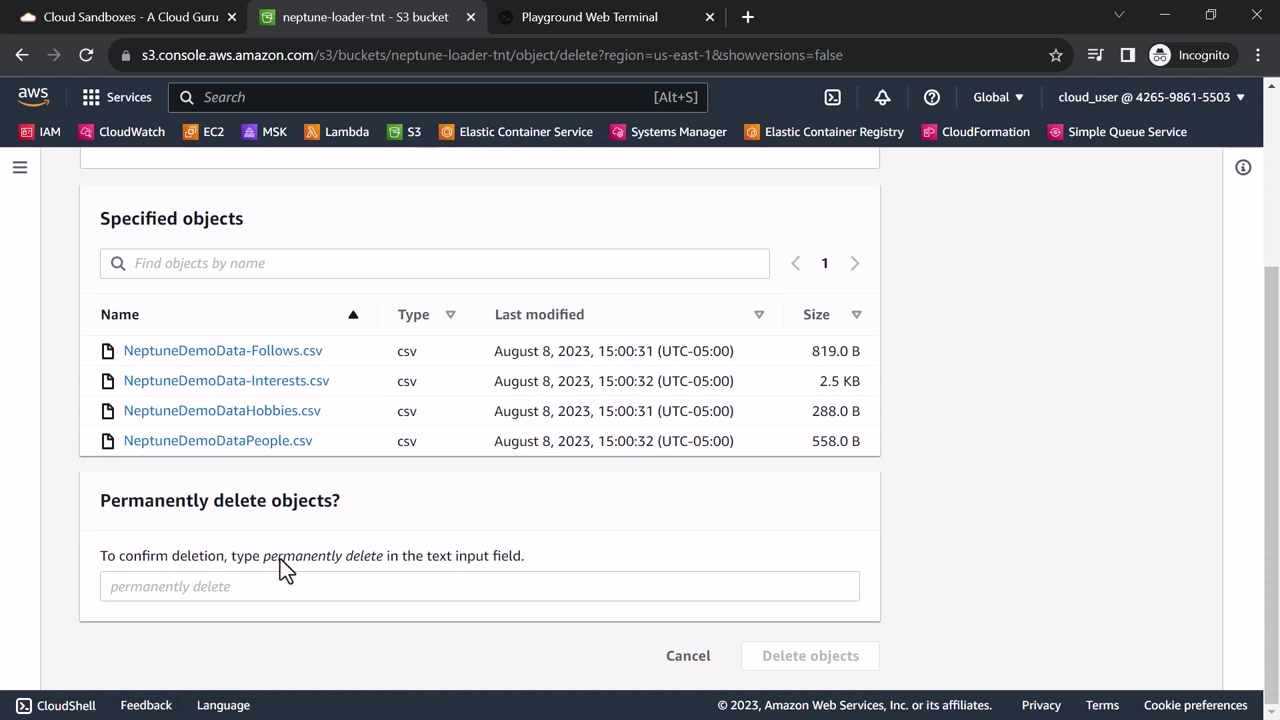 Cloud Sandboxes - A Cloud Guru
neptune-loader-tnt - S3 bucket
Playground Web Terminal
s3.console.aws.amazon.com/s3/buckets/neptune-loader-tnt/object/delete?region=us-east-1&showversions=false
Incognito
aws
Services
Search
[Alt+S]
Global
cloud_user @ 4265-9861-5503
IAM
CloudWatch
EC2
MSK
Lambda
S3
Elastic Container Service
Systems Manager
Elastic Container Registry
CloudFormation
Simple Queue Service
Specified objects
Find objects by name
1
Name Type Last modified Size
NeptuneDemoData-Follows.csv csv August 8, 2023, 15:00:31 (UTC-05:00) 819.0 B
NeptuneDemoData-Interests.csv csv August 8, 2023, 15:00:32 (UTC-05:00) 2.5 KB
NeptuneDemoDataHobbies.csv csv August 8, 2023, 15:00:31 (UTC-05:00) 288.0 B
NeptuneDemoDataPeople.csv csv August 8, 2023, 15:00:32 (UTC-05:00) 558.0 B
Permanently delete objects?
To confirm deletion, type permanently delete in the text input field.
permanently delete
Cancel
Delete objects
CloudShell
Feedback
Language
© 2023, Amazon Web Services, Inc. or its affiliates.
Privacy
Terms
Cookie preferences